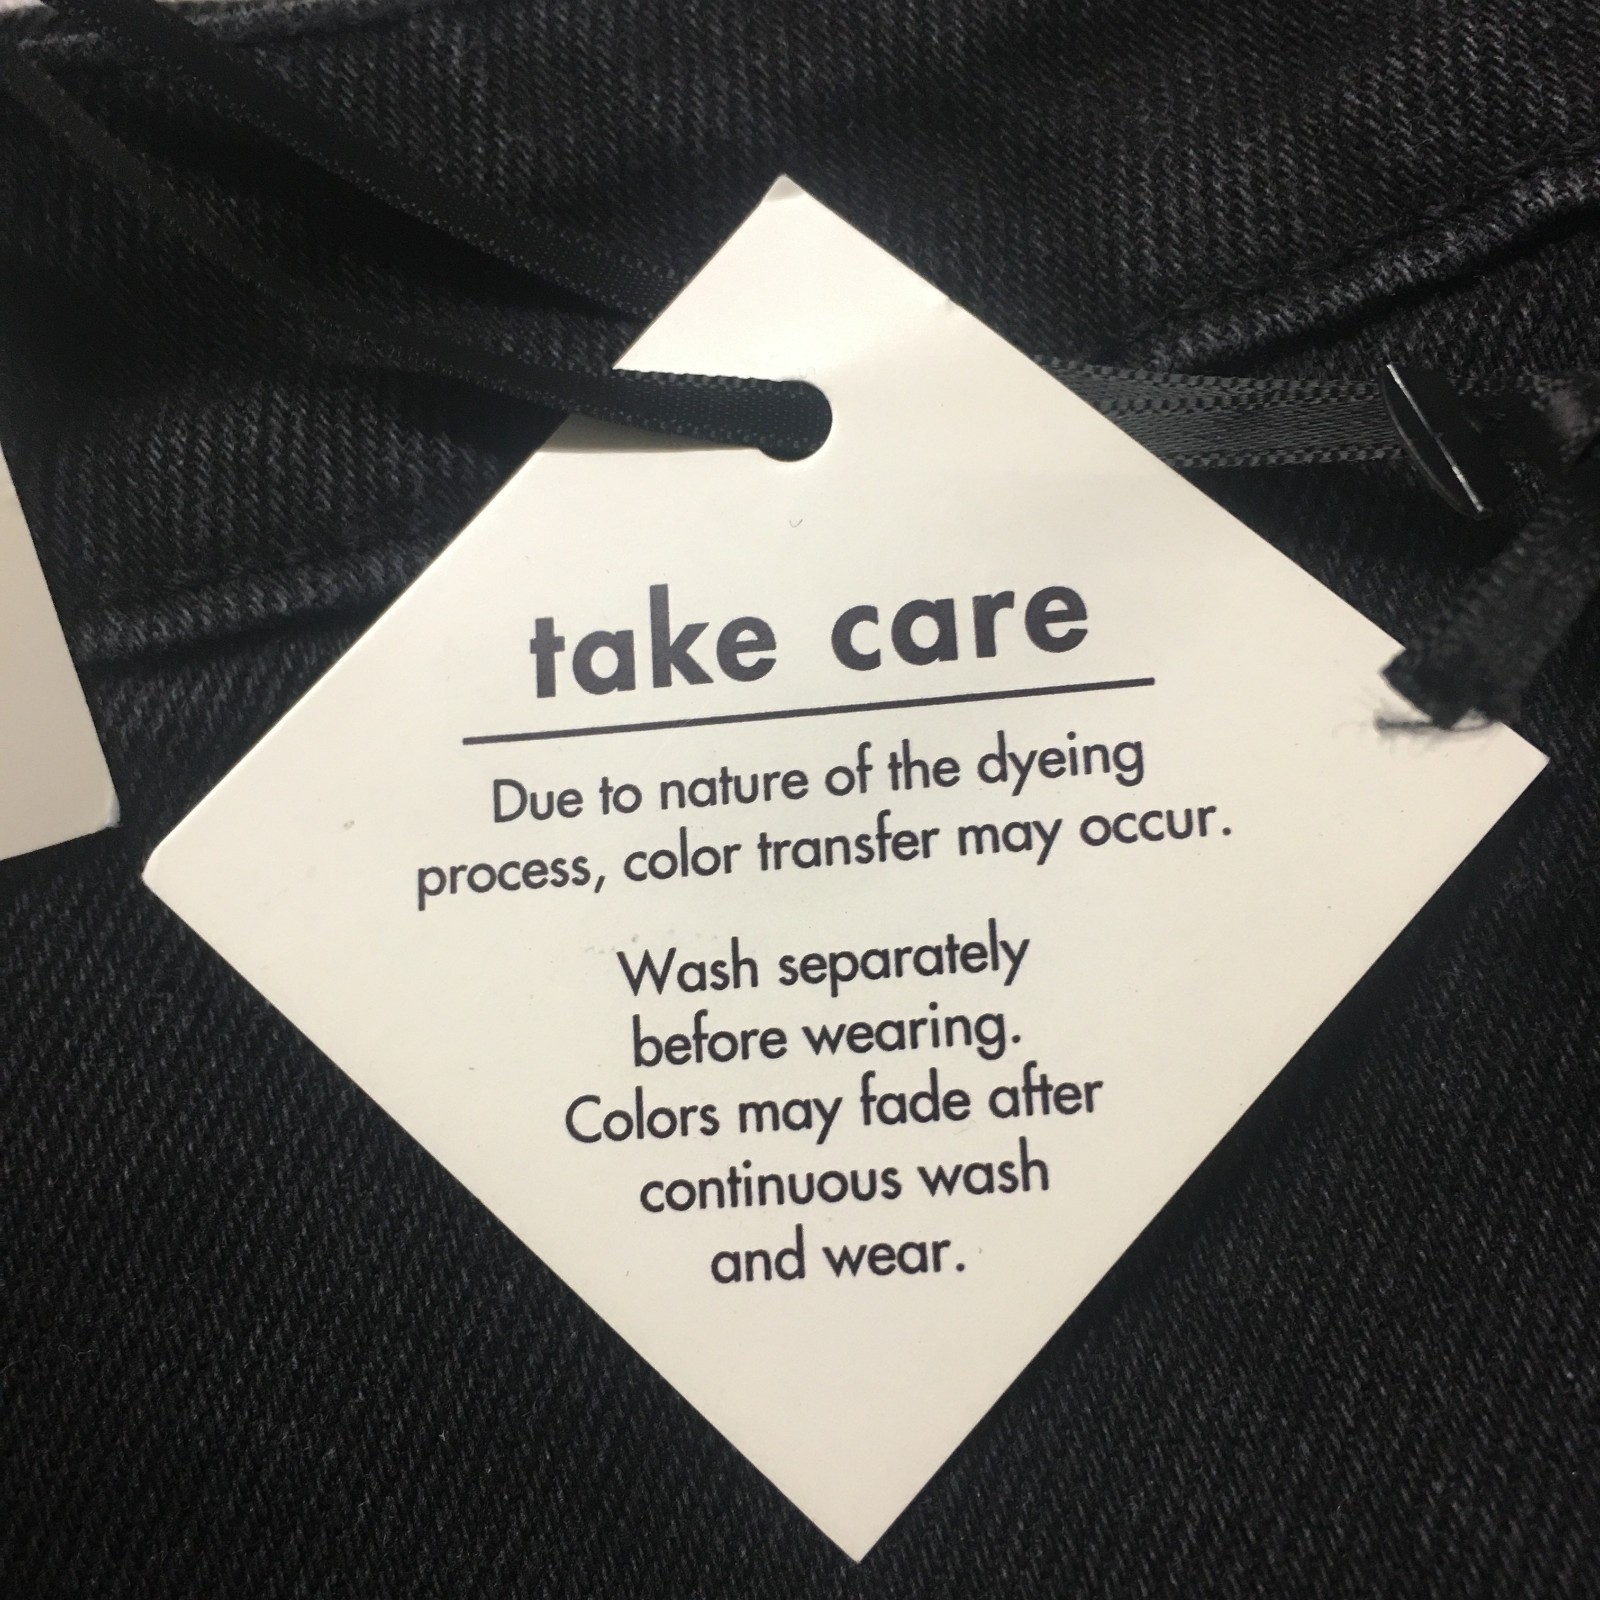 take care
Due to nature of the dyeing
process, color transfer may occur.
Wash separately
before wearing.
Colors may fade after
continuous wash
and wear.